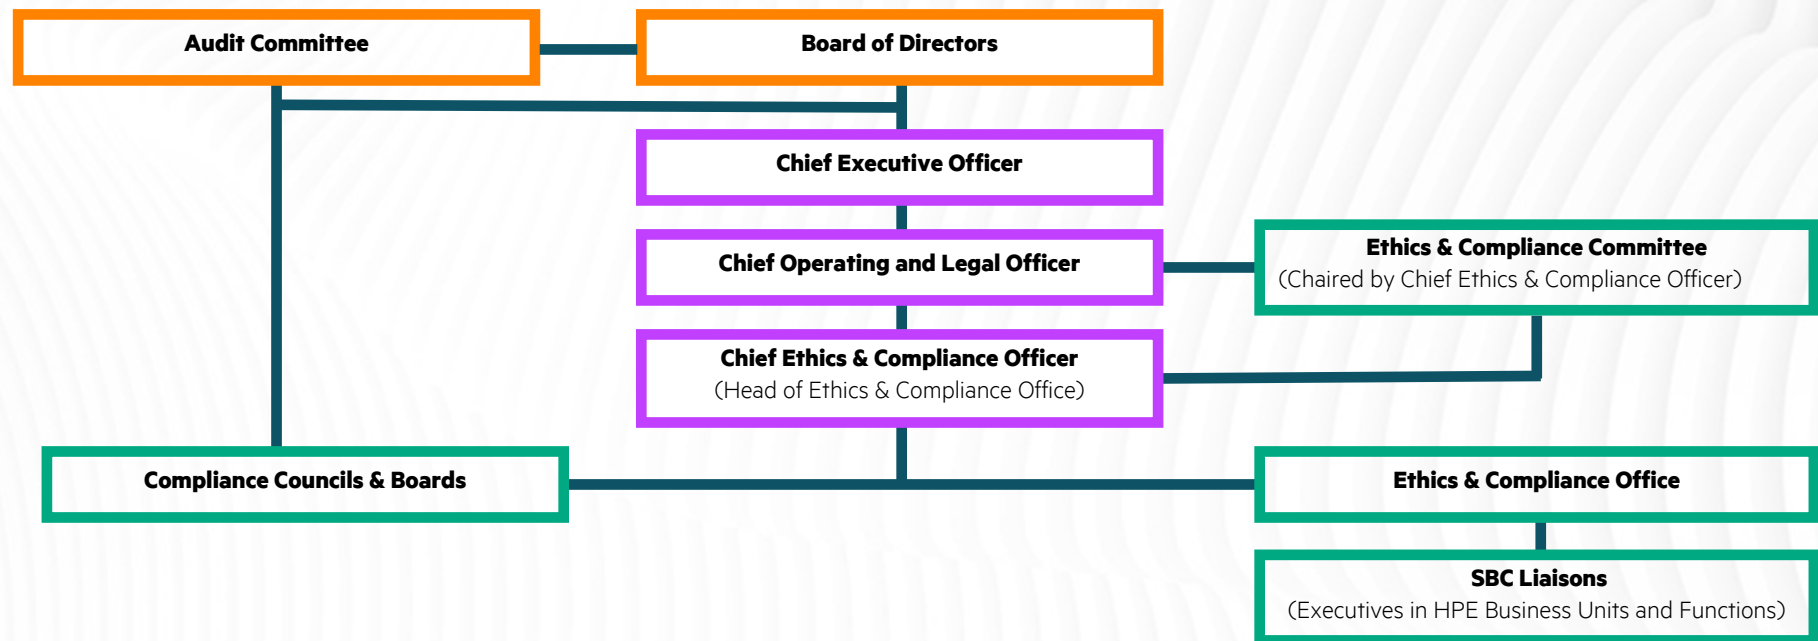 Audit Committee
Board of Directors
Chief Executive Officer
Chief Operating and Legal Officer
Ethics & Compliance Committee
(Chaired by Chief Ethics & Compliance Officer)
Chief Ethics & Compliance Officer
(Head of Ethics & Compliance Office)
Compliance Councils & Boards
Ethics & Compliance Office
SBC Liaisons
(Executives in HPE Business Units and Functions)